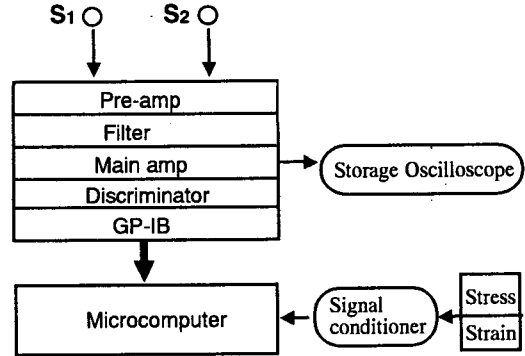 S1 S2
Pre-amp
Filter
Main amp
Storage Oscilloscope
Discriminator
GP-IB
Microcomputer
Signal
conditioner
Stress
Strain